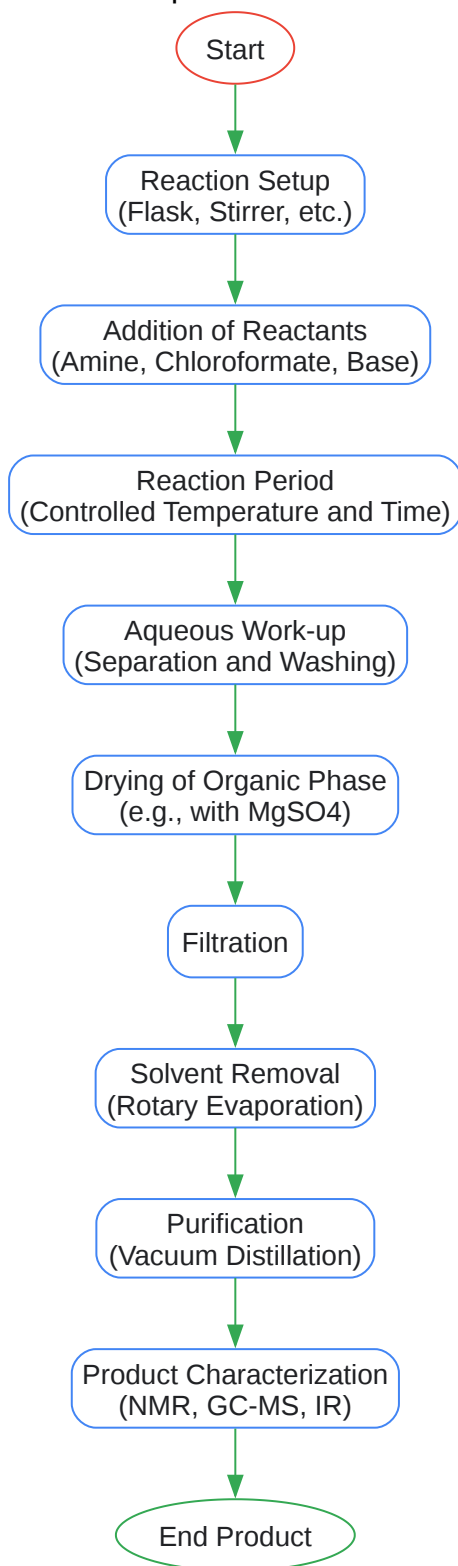 Start
Reaction Setup
(Flask, Stirrer, etc.)
Addition of Reactants
(Amine, Chloroformate, Base)
Reaction Period
(Controlled Temperature and Time)
Aqueous Work-up
(Separation and Washing)
Drying of Organic Phase
(e.g., with MgSO4)
Filtration
Solvent Removal
(Rotary Evaporation)
Purification
(Vacuum Distillation)
Product Characterization
(NMR, GC-MS, IR)
End Product